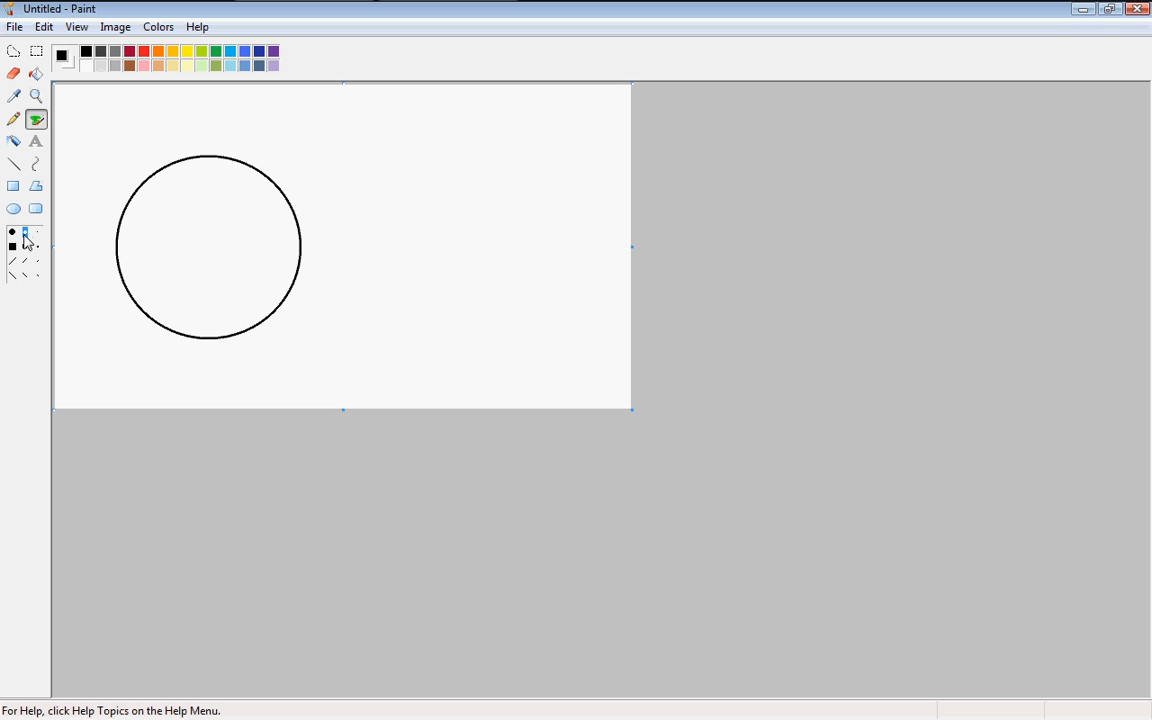 Untitled - Paint
File Edit View Image Colors Help
A
For Help, click Help Topics on the Help Menu.